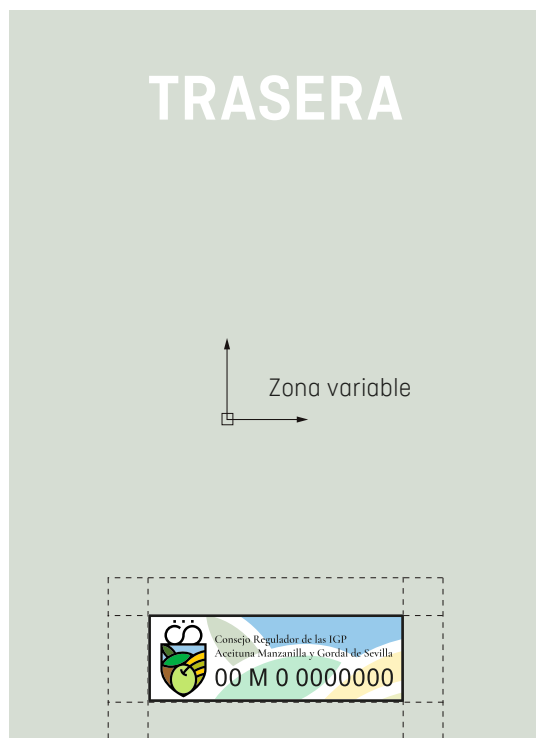 TRASERA
Zona variable
Consejo Regulador de las IGP
Aceituna Manzanilla y Gordal de Sevilla
00 M 0 0000000